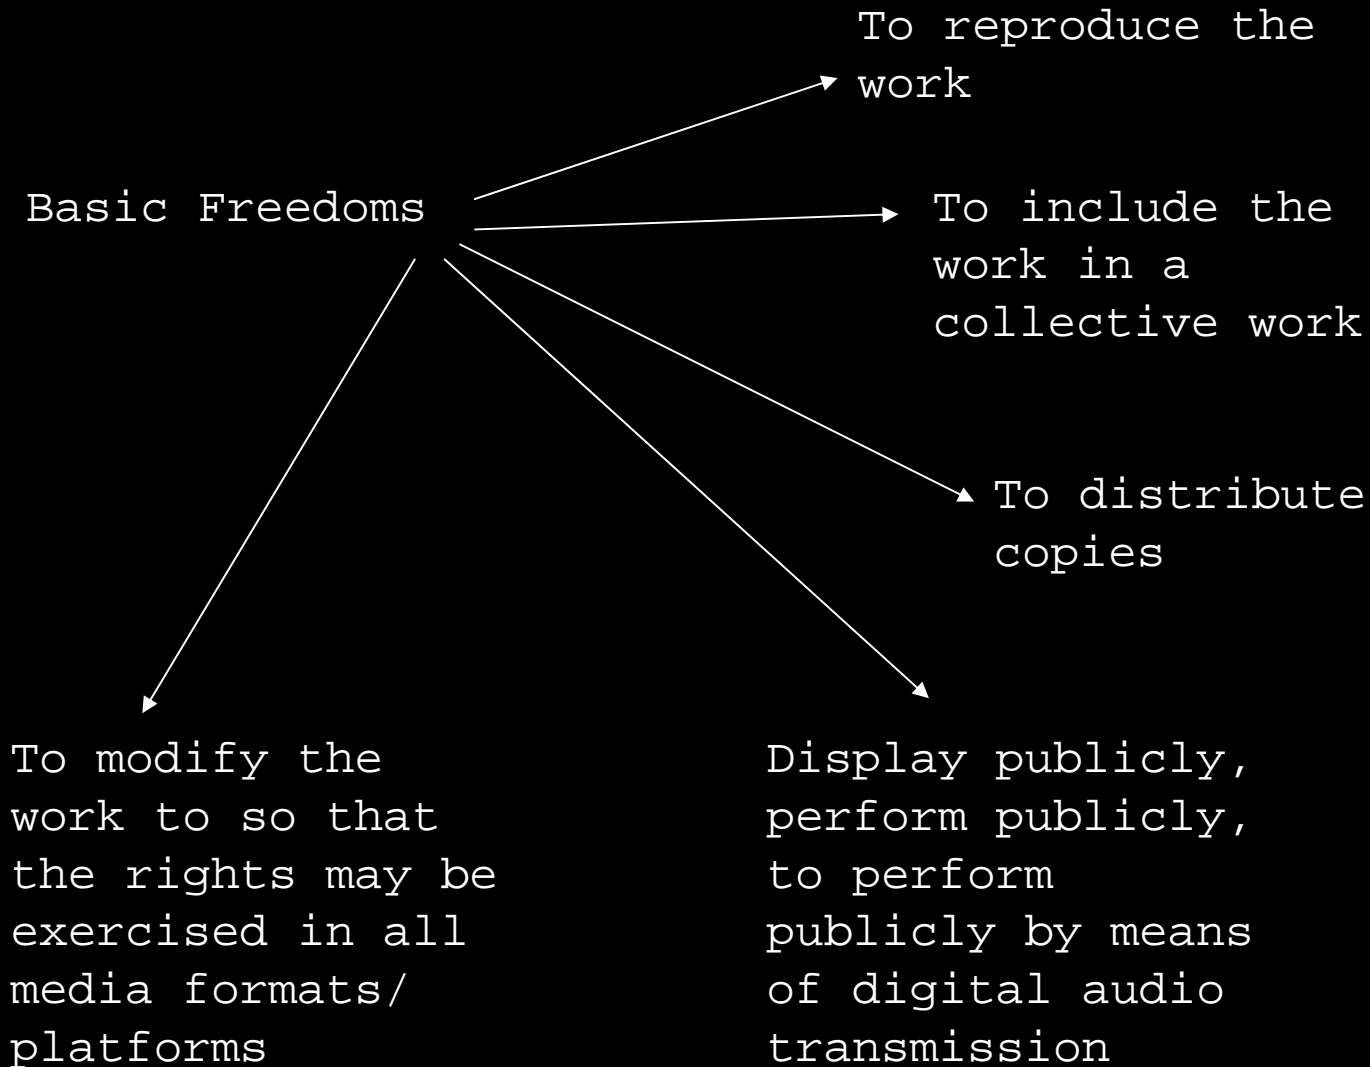 To reproduce the
work
Basic Freedoms
To include the
work in a
collective work
To distribute
copies
To modify the
work to so that
the rights may be
exercised in all
media formats/
platforms
Display publicly,
perform publicly,
to perform
publicly by means
of digital audio
transmission